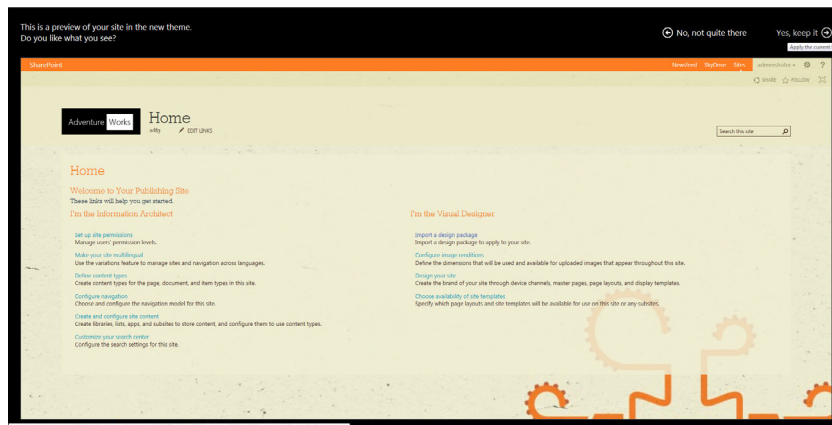 This is a preview of your site in the new theme.
Do you like what you see?
No, not quite there
Yes, keep it
Apply the current
SharePoint
Newsfeed SkyDrive Sites administrator ?
SHARE FOLLOW
Adventure Works
Home
EDIT LINKS
Search this site
Home
Welcome to Your Publishing Site
These links will help you get started.
I'm the Information Architect
Set up site permissions
Manage users' permission levels.
Make your site multilingual
Use the variations feature to manage sites and navigation across languages.
Define content types
Create content types for the page, document, and item types in this site.
Configure navigation
Choose and configure the navigation model for this site.
Create and configure site content
Create libraries, lists, apps, and subsites to store content, and configure them to use content types.
Customize your search center
Configure the search settings for this site.
I'm the Visual Designer
Import a design package
Import a design package to apply to your site.
Configure image renditions
Define the dimensions that will be used and available for uploaded images that appear throughout this site.
Design your site
Create the brand of your site through device channels, master pages, page layouts, and display templates.
Choose availability of site templates
Specify which page layouts and site templates will be available for use on this site or any subsites.